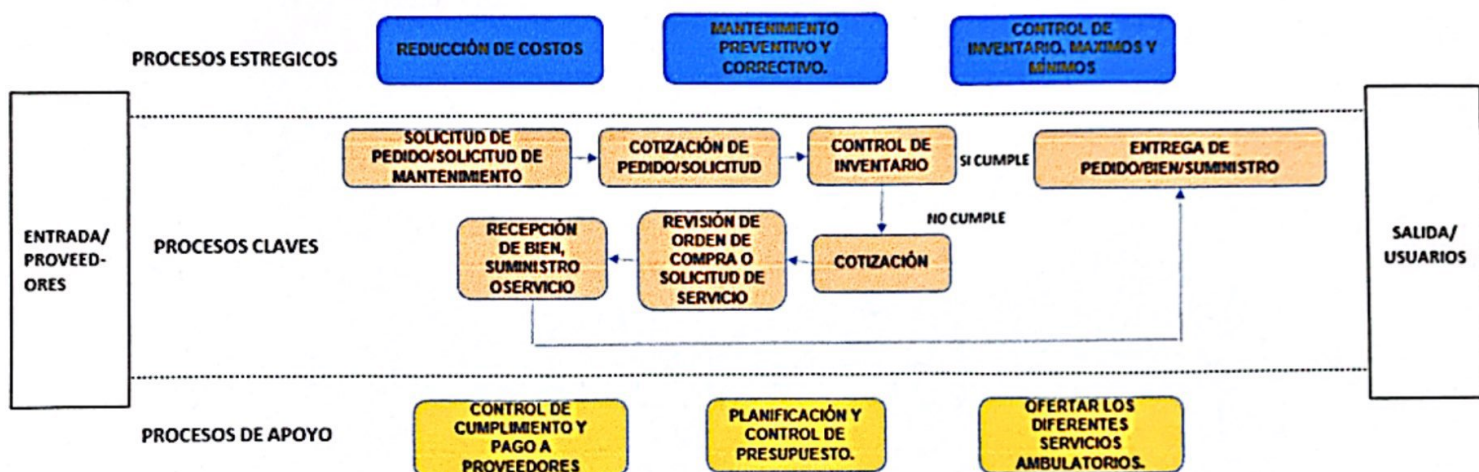 PROCESOS ESTREGICOS
REDUCCIÓN DE COSTOS
MANTENIMIENTO
PREVENTIVO Y
CORRECTIVO.
CONTROL DE
INVENTARIO. MAXIMOS Y
MÍNIMOS
ENTRADA/
PROVEED-
ORES
PROCESOS CLAVES
SOLICITUD DE
PEDIDO/SOLICITUD DE
MANTENIMIENTO
COTIZACIÓN DE
PEDIDO/SOLICITUD
CONTROL DE
INVENTARIO
SI CUMPLE
ENTREGA DE
PEDIDO/BIEN/SUMINISTRO
NO CUMPLE
RECEPCIÓN
DE BIEN,
SUMINISTRO
OSERVICIO
REVISIÓN DE
ORDEN DE
COMPRA O
SOLICITUD DE
SERVICIO
COTIZACIÓN
SALIDA/
USUARIOS
PROCESOS DE APOYO
CONTROL DE
CUMPLIMIENTO Y
PAGO A
PROVEEDORES
PLANIFICACIÓN Y
CONTROL DE
PRESUPUESTO.
OFERTAR LOS
DIFERENTES
SERVICIOS
AMBULATORIOS.